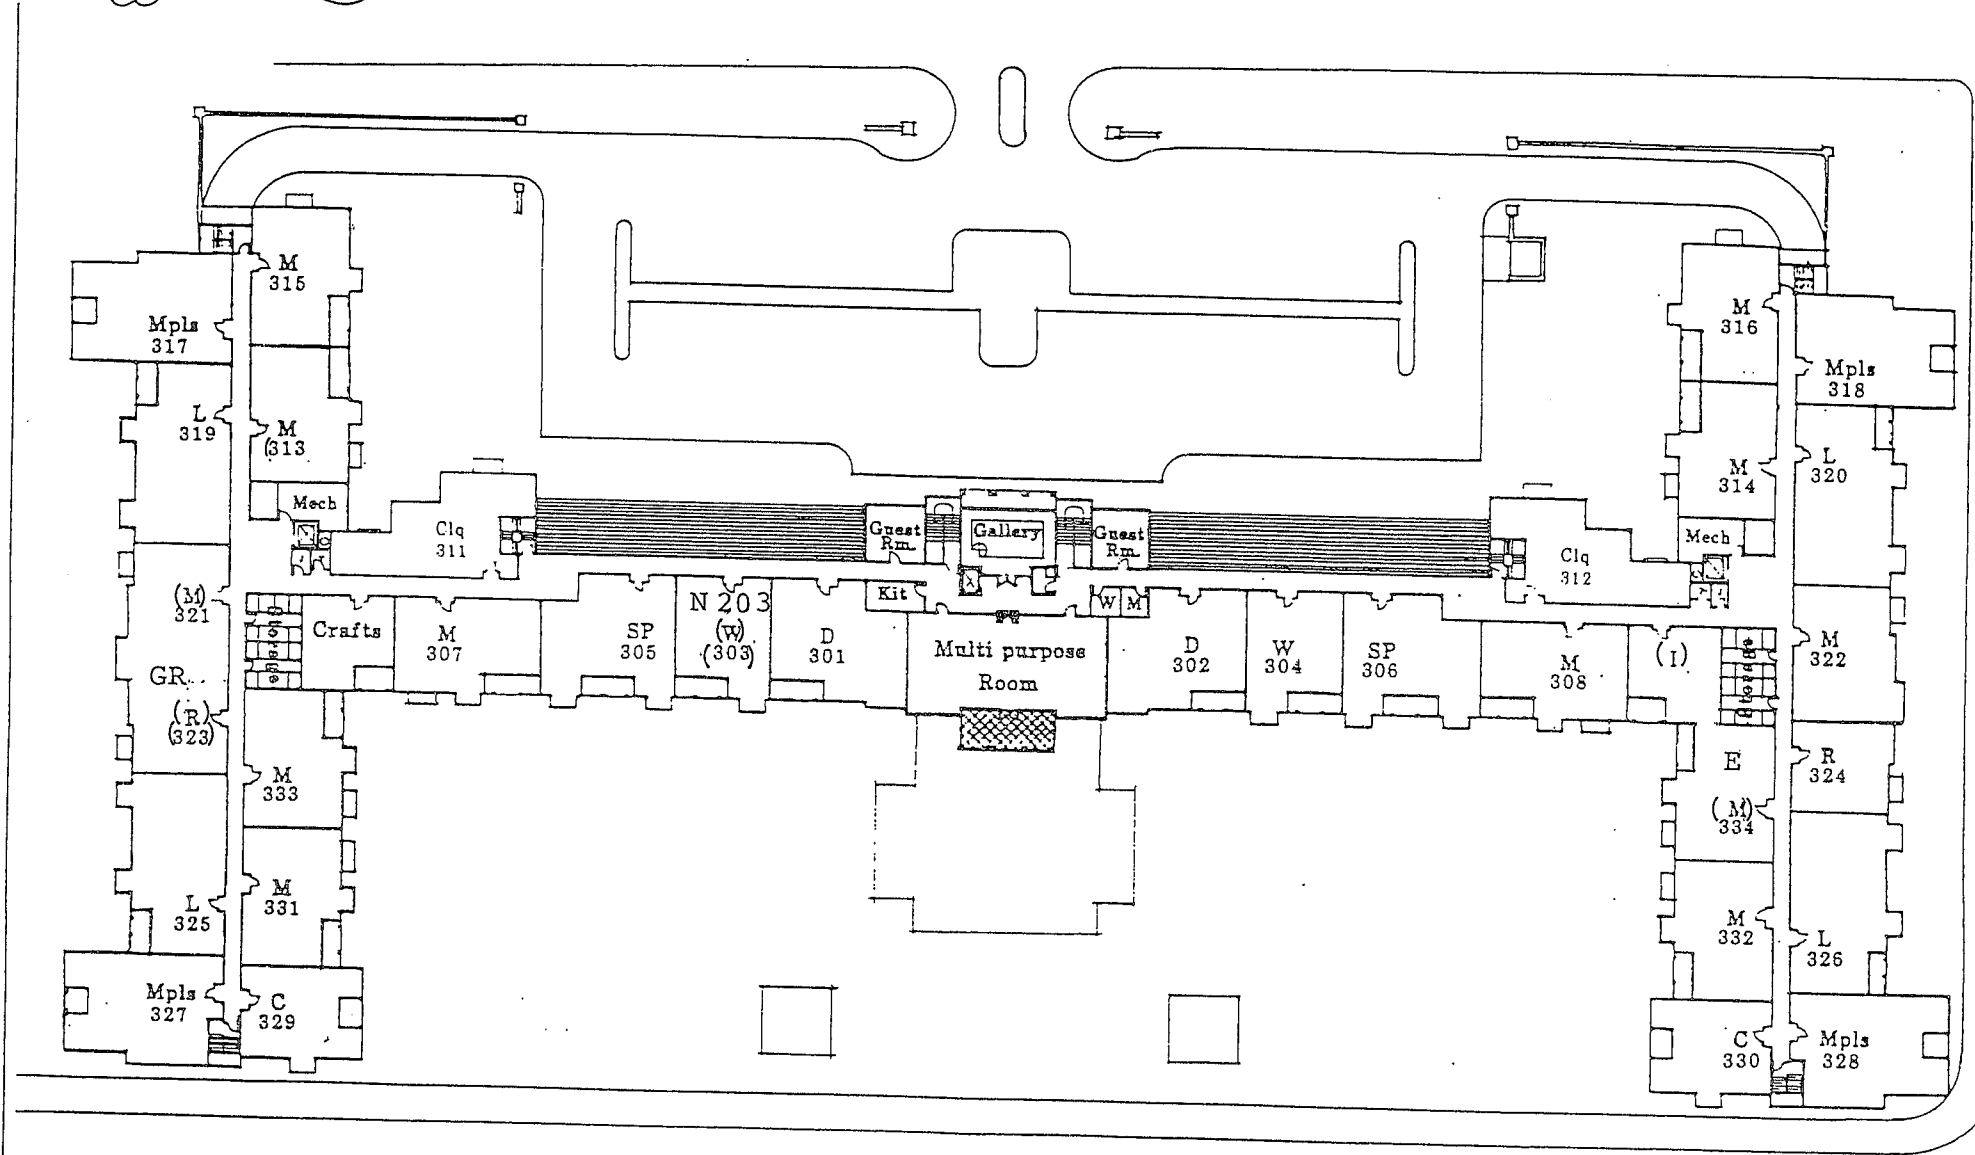 M
315
Mpls
317
M
316
Mpls
318
L
319
M
(313
L
320
M
314
Mech
Clq
311
Guest
Rm
Gallery
Guest
Rm
Clq
312
Mech
(M)
321
Storage
Crafts
M
307
SP
305
N 203
(W)
(303)
D
301
Kit
Multi purpose
Room
W
M
D
302
W
304
SP
306
M
308
(I)
Storage
M
322
GR
(R)
(323)
M
333
E
(M)
334
R
324
L
325
M
331
M
332
L
326
Mpls
327
C
329
C
330
Mpls
328